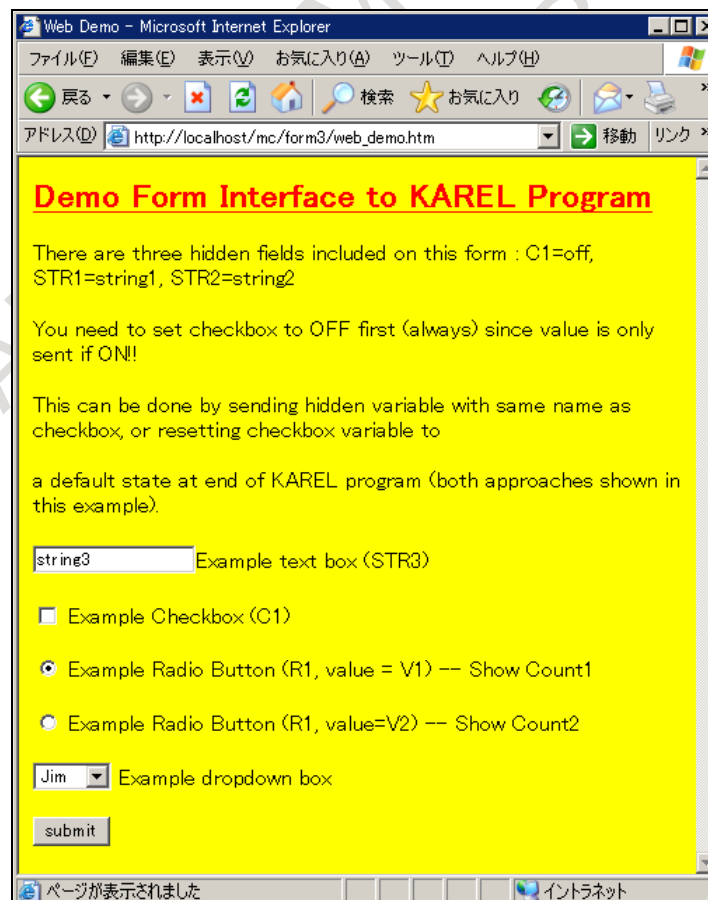 Web Demo - Microsoft Internet Explorer
ファイル(F) 編集(E) 表示(V) お気に入り(A) ツール(T) ヘルプ(H)
戻る 検索 お気に入り
アドレス(D) http://localhost/mc/form3/web_demo.htm 移動 リンク
Demo Form Interface to KAREL Program
There are three hidden fields included on this form : C1=off,
STR1=string1, STR2=string2
You need to set checkbox to OFF first (always) since value is only
sent if ON!!
This can be done by sending hidden variable with same name as
checkbox, or resetting checkbox variable to
a default state at end of KAREL program (both approaches shown in
this example).
string3 Example text box (STR3)
Example Checkbox (C1)
Example Radio Button (R1, value = V1) -- Show Count1
Example Radio Button (R1, value=V2) -- Show Count2
Jim Example dropdown box
submit
ページが表示されました イントラネット